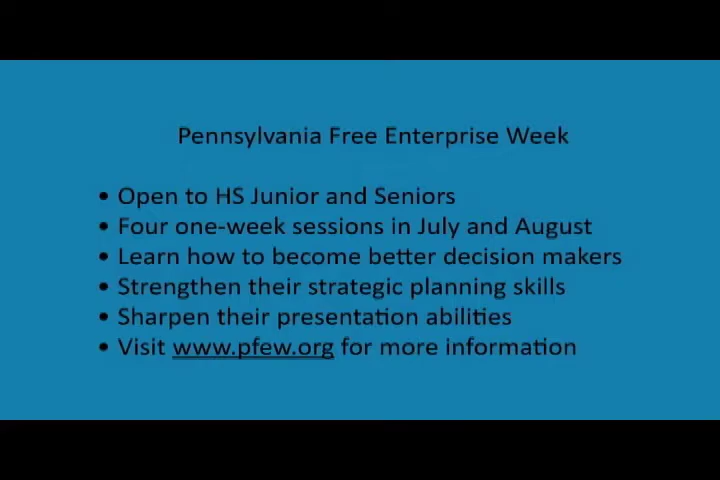 Pennsylvania Free Enterprise Week
• Open to HS Junior and Seniors
• Four one-week sessions in July and August
• Learn how to become better decision makers
• Strengthen their strategic planning skills
• Sharpen their presentation abilities
• Visit www.pfew.org for more information